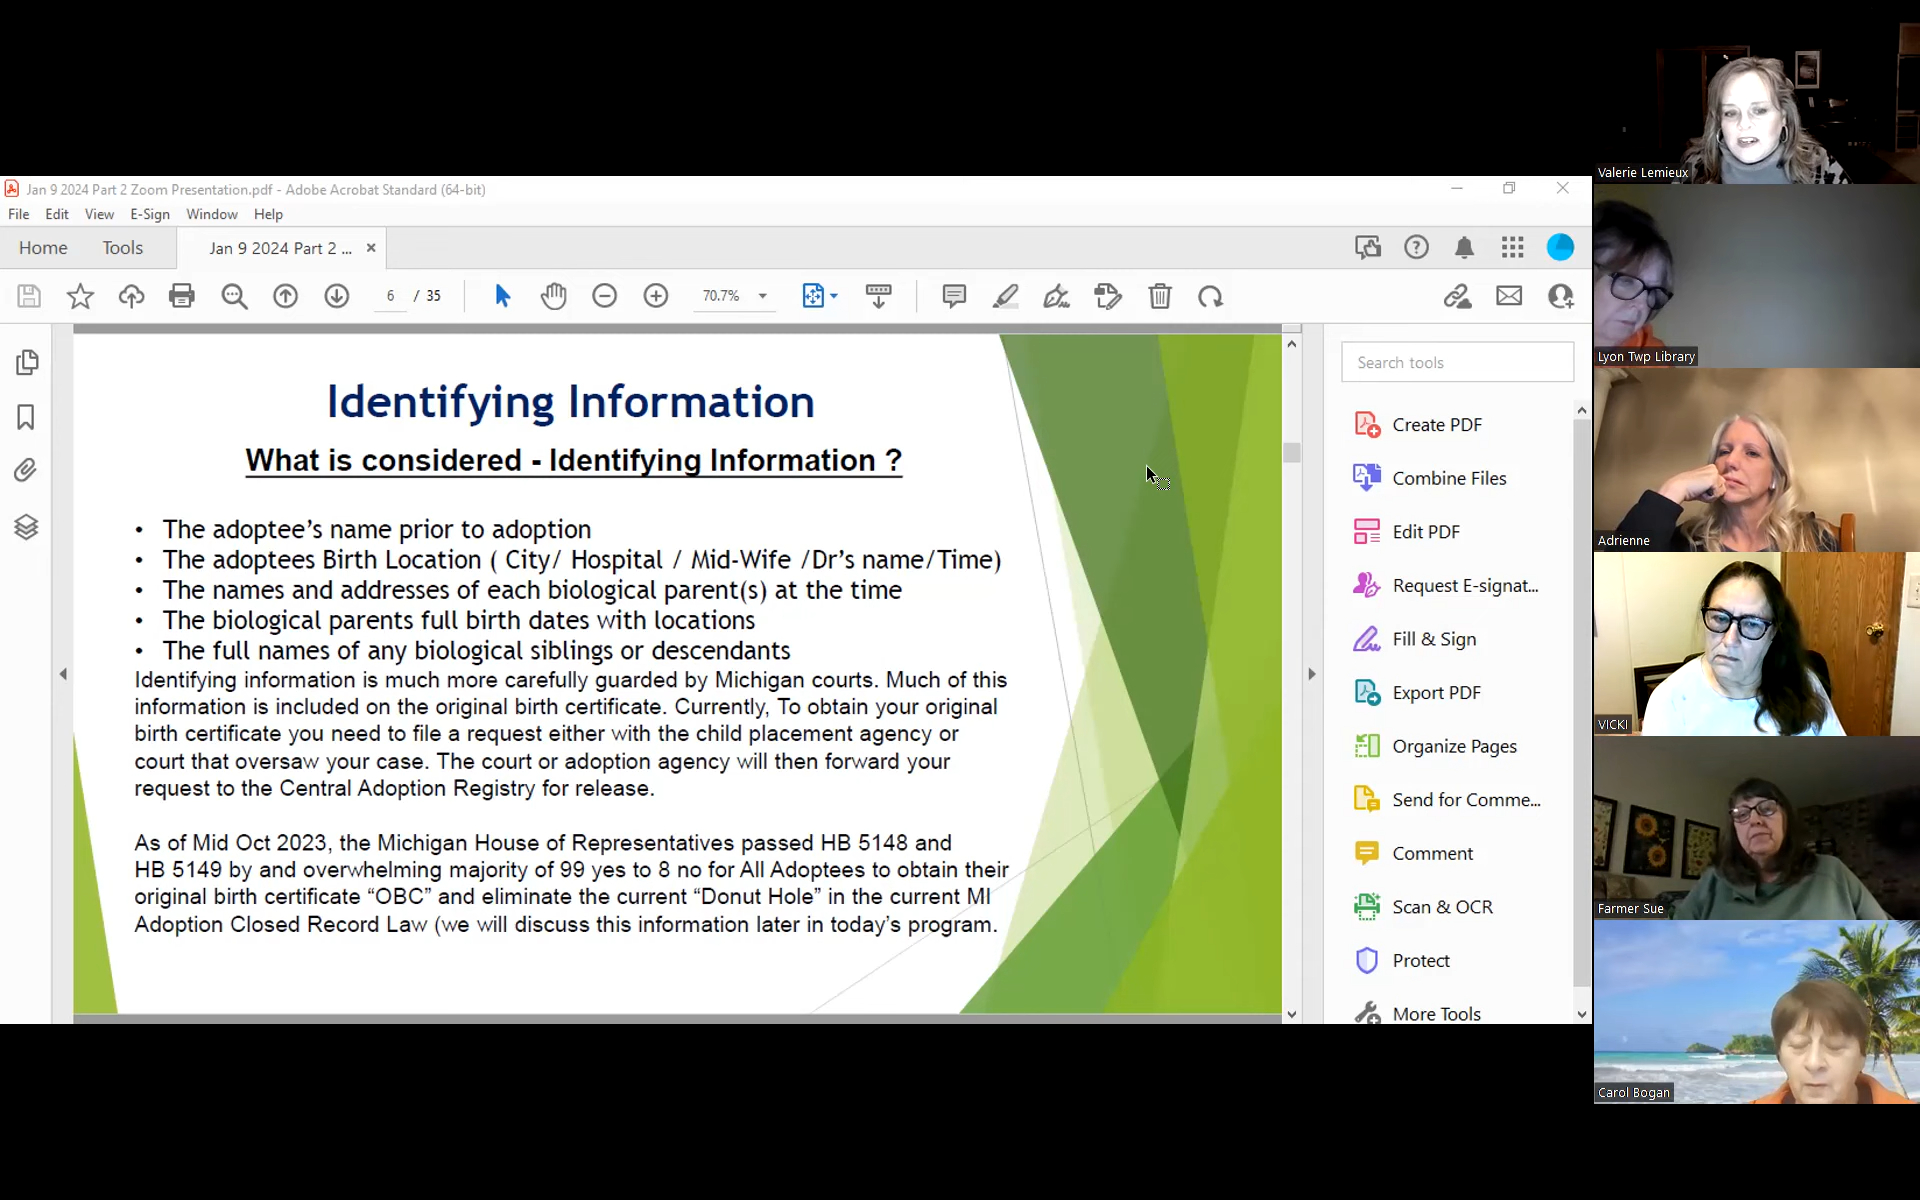 Jan 9 2024 Part 2 Zoom Presentation.pdf - Adobe Acrobat Standard (64-bit)
File Edit View E-Sign Window Help
Home Tools Jan 9 2024 Part 2 ...
6 / 35 70.7%
Identifying Information
What is considered - Identifying Information ?
• The adoptee’s name prior to adoption
• The adoptees Birth Location ( City/ Hospital / Mid-Wife /Dr’s name/Time)
• The names and addresses of each biological parent(s) at the time
• The biological parents full birth dates with locations
• The full names of any biological siblings or descendants
Identifying information is much more carefully guarded by Michigan courts. Much of this
information is included on the original birth certificate. Currently, To obtain your original
birth certificate you need to file a request either with the child placement agency or
court that oversaw your case. The court or adoption agency will then forward your
request to the Central Adoption Registry for release.
As of Mid Oct 2023, the Michigan House of Representatives passed HB 5148 and
HB 5149 by and overwhelming majority of 99 yes to 8 no for All Adoptees to obtain their
original birth certificate “OBC” and eliminate the current “Donut Hole” in the current MI
Adoption Closed Record Law (we will discuss this information later in today’s program.
Search tools
Create PDF
Combine Files
Edit PDF
Request E-signat...
Fill & Sign
Export PDF
Organize Pages
Send for Comme...
Comment
Scan & OCR
Protect
More Tools
Valerie Lemieux
Lyon Twp Library
Adrienne
VICKI
Farmer Sue
Carol Bogan